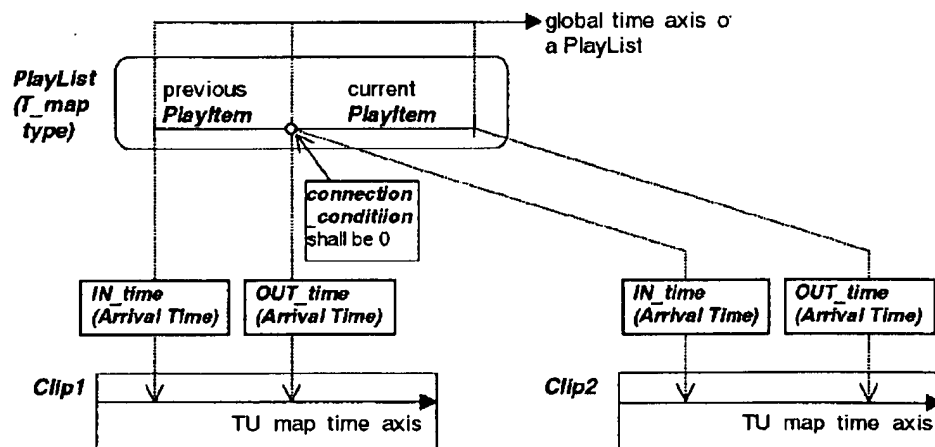 global time axis o
a PlayList
PlayList
(T_map
type)
previous
PlayItem
current
PlayItem
connection
_conditiion
shall be 0
IN_time
(Arrival Time)
OUT_time
(Arrival Time)
IN_time
(Arrival Time)
OUT_time
(Arrival Time)
Clip1
TU map time axis
Clip2
TU map time axis